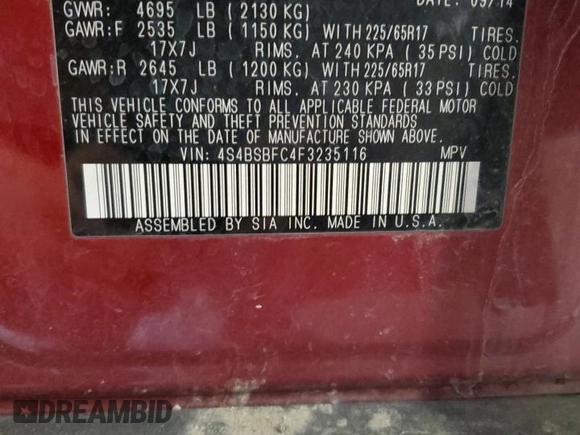 DATE: 09/14
GVWR: 4695 LB ( 2130 KG)
GAWR:F 2535 LB ( 1150 KG) WITH 225/65R17 TIRES.
17X7J RIMS. AT 240 KPA ( 35 PSI) COLD
GAWR:R 2645 LB ( 1200 KG) WITH 225/65R17 TIRES.
17X7J RIMS. AT 230 KPA ( 33 PSI) COLD
THIS VEHICLE CONFORMS TO ALL APPLICABLE FEDERAL MOTOR
VEHICLE SAFETY AND THEFT PREVENTION STANDARDS
IN EFFECT ON THE DATE OF MANUFACTURE SHOWN ABOVE.
VIN: 4S4BSBFC4F3235116 MPV
ASSEMBLED BY SIA INC. MADE IN U.S.A.
DREAMBID